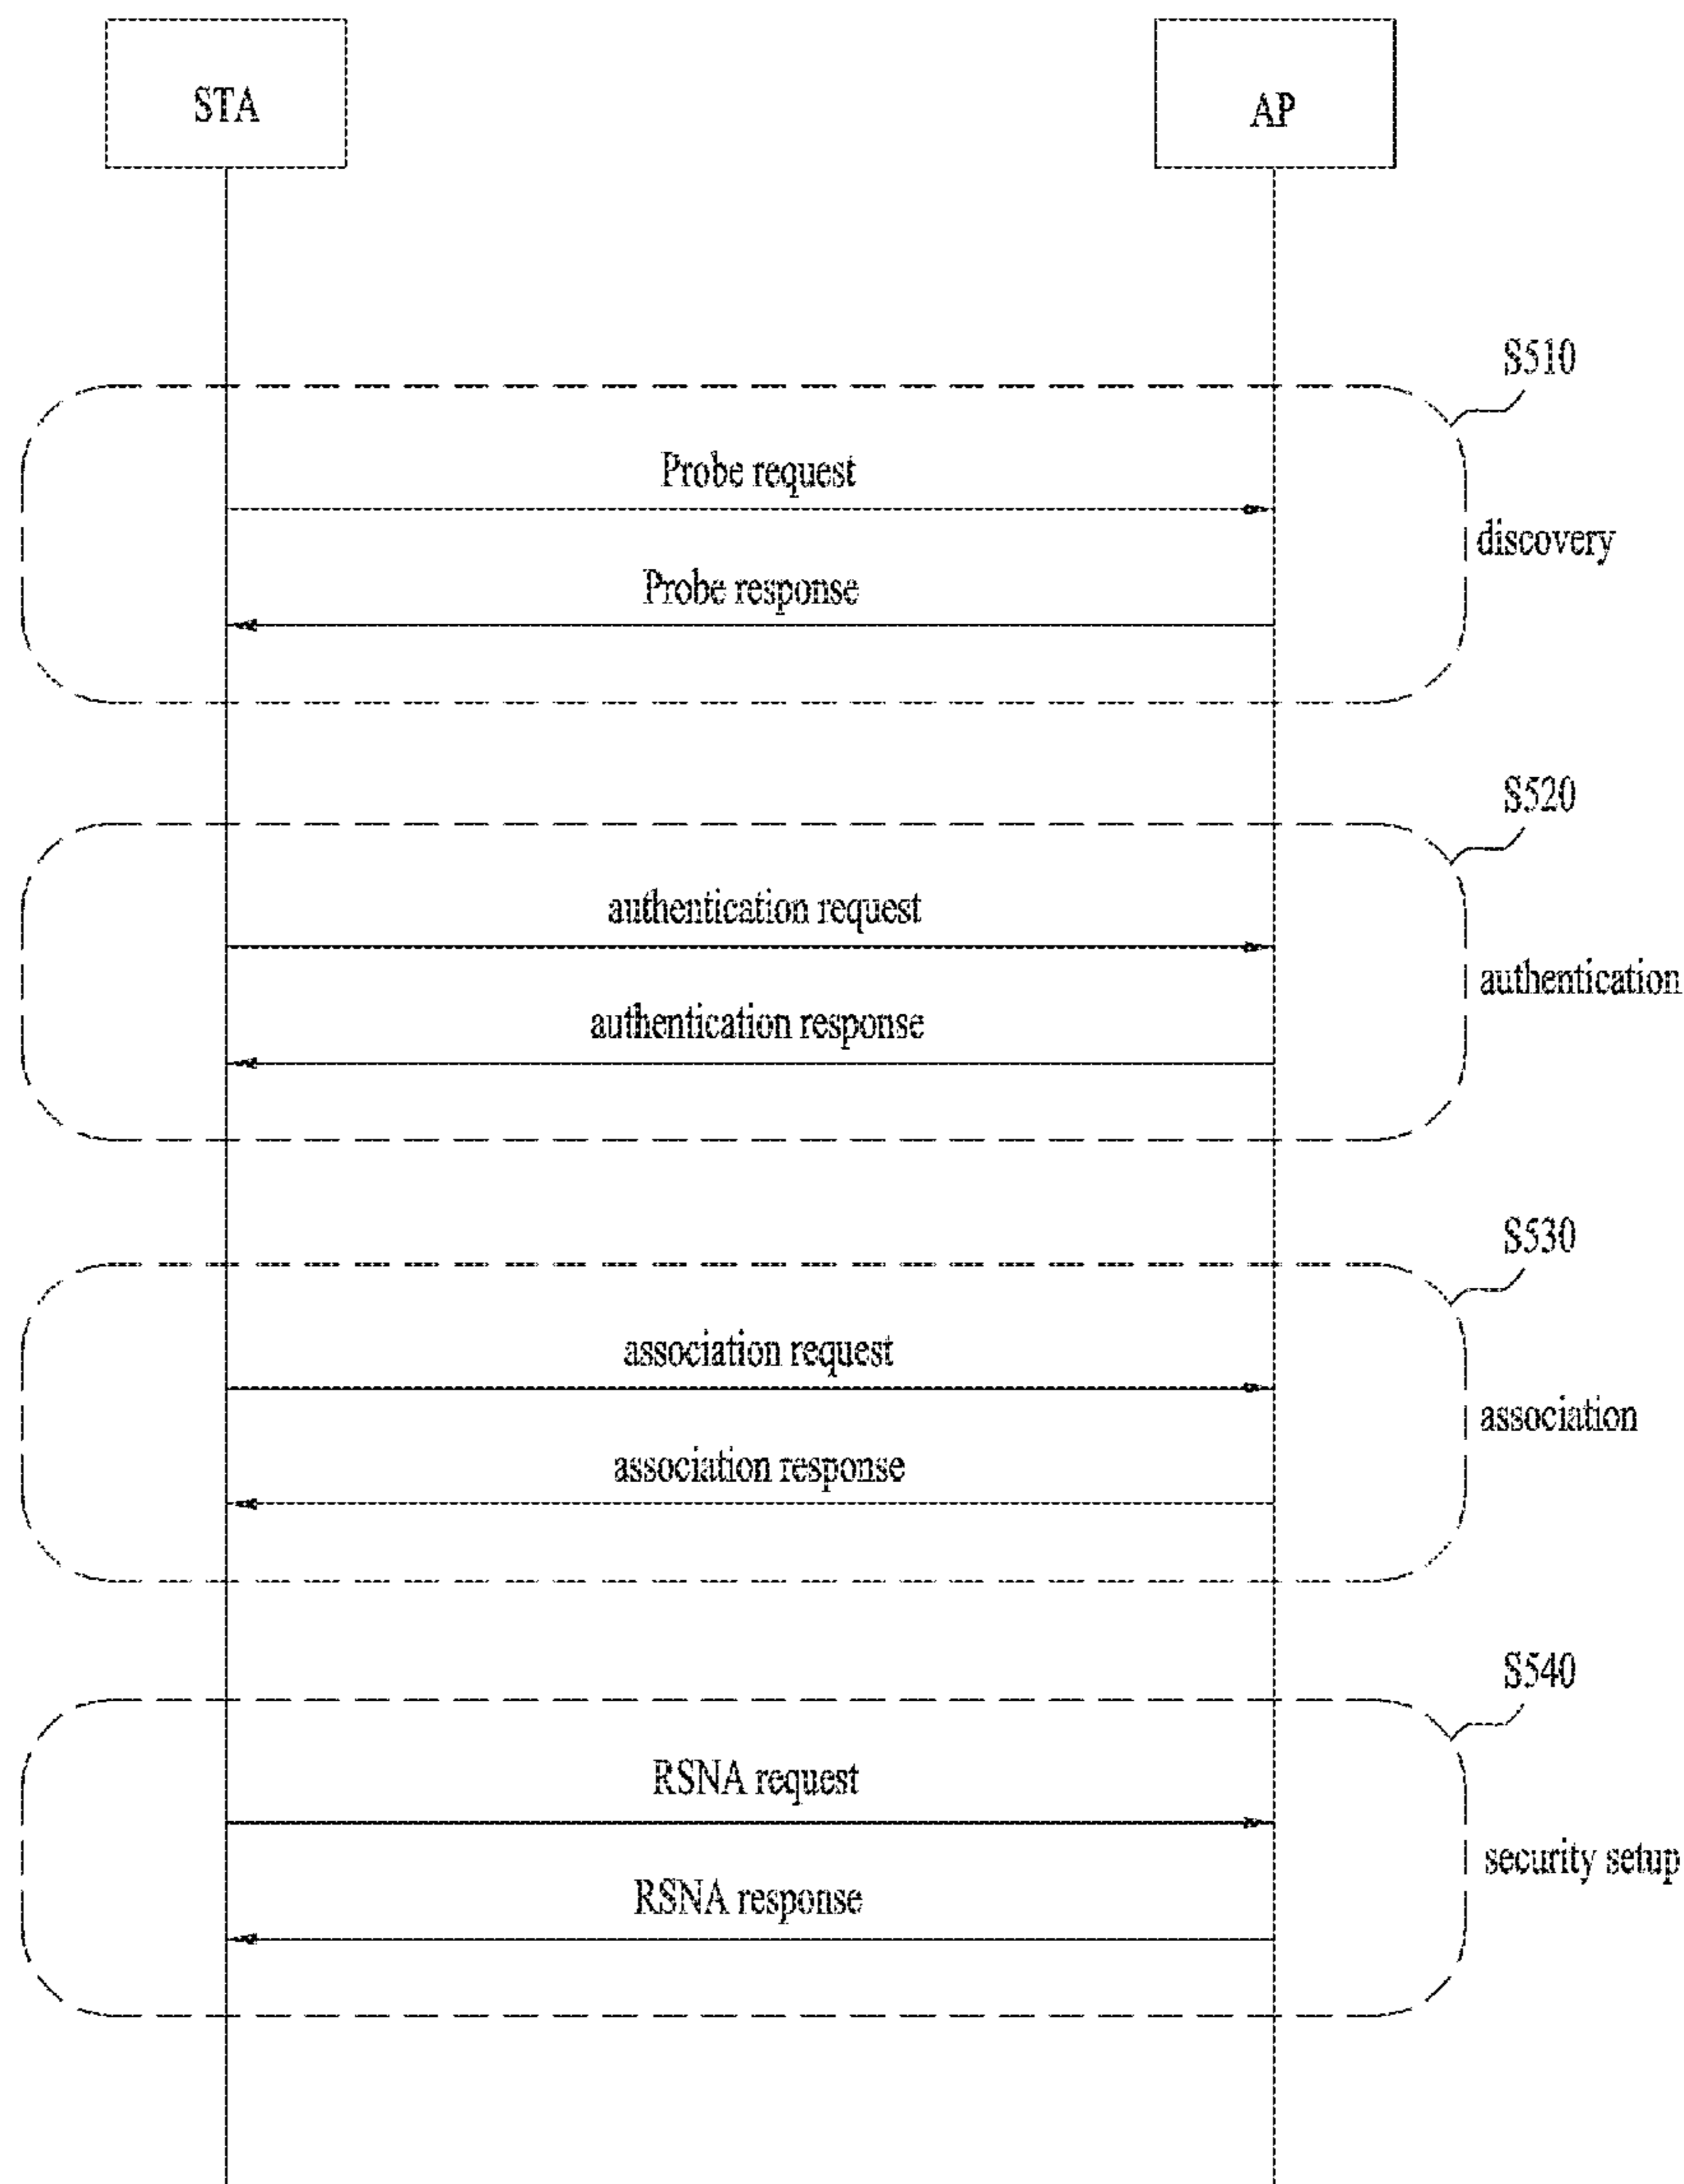 STA
AP
S510
Probe request
discovery
Probe response
S520
authentication request
authentication
authentication response
S530
association request
association
association response
S540
RSNA request
security setup
RSNA response